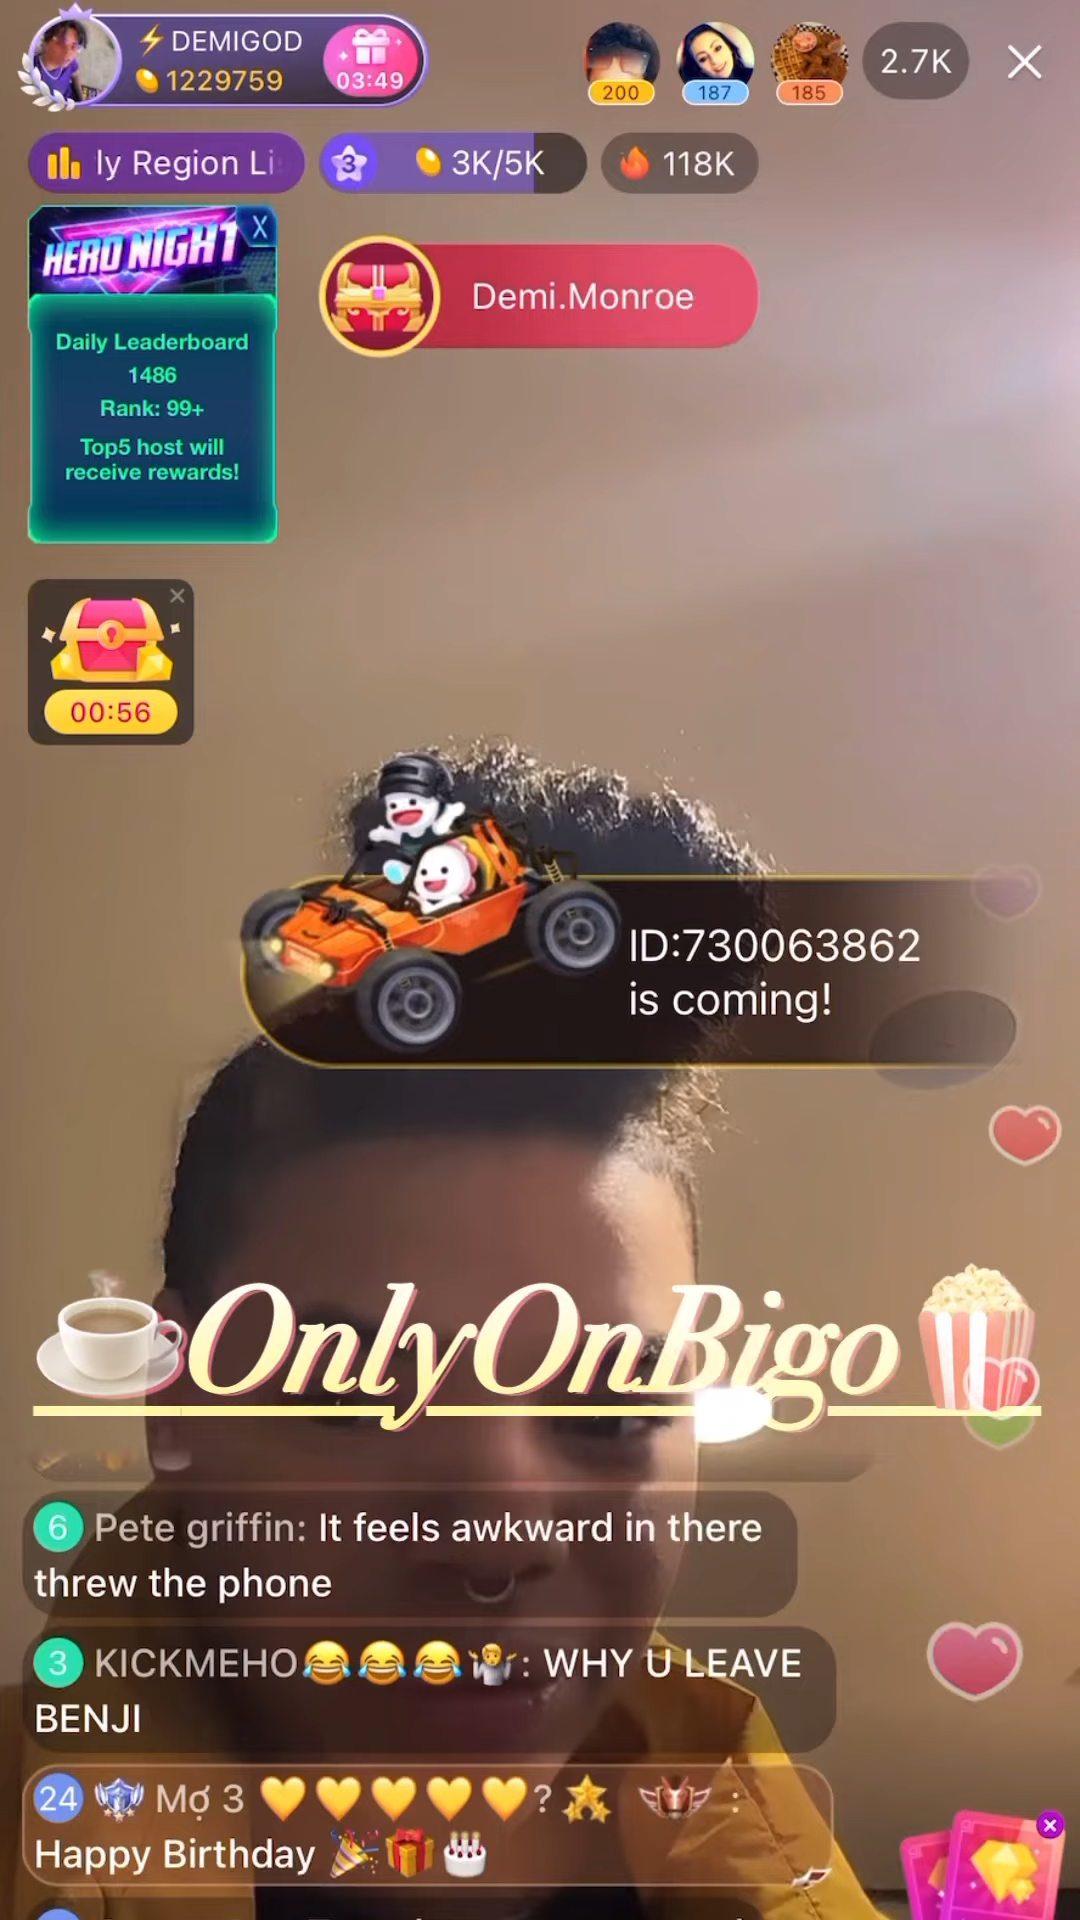 ⚡DEMIGOD
1229759
03:49
200
187
185
2.7K
ly Region Li
3
3K/5K
118K
HERO NIGHT
X
Daily Leaderboard
1486
Rank: 99+
Top5 host will
receive rewards!
Demi.Monroe
00:56
ID:730063862
is coming!
☕OnlyOnBigo🍿
6 Pete griffin: It feels awkward in there
threw the phone
3 KICKMEHO😂😂😂🤷‍♂️: WHY U LEAVE
BENJI
24 Mợ 3 💛💛💛💛💛? :
Happy Birthday 🎉🎁🎂